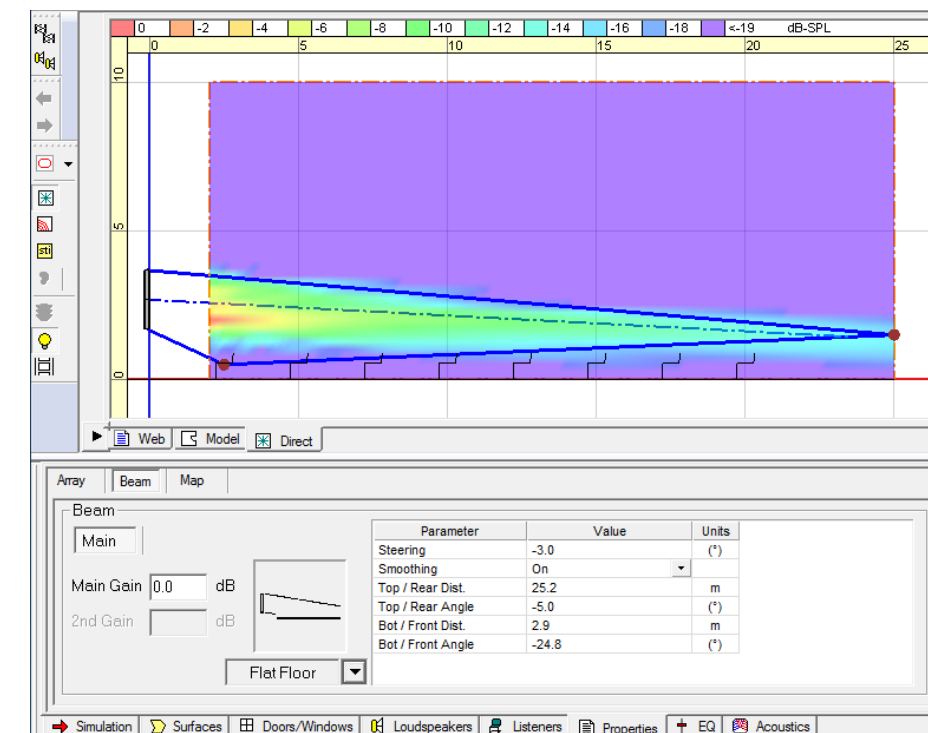 0 -2 -4 -6 -8 -10 -12 -14 -16 -18 <-19 dB-SPL
0 5 10 15 20 25
10
5
0
sti
Web Model Direct
Array Beam Map
Beam
Main
Main Gain 0.0 dB
2nd Gain dB
Flat Floor
Parameter Value Units
Steering -3.0 (°)
Smoothing On
Top / Rear Dist. 25.2 m
Top / Rear Angle -5.0 (°)
Bot / Front Dist. 2.9 m
Bot / Front Angle -24.8 (°)
Simulation Surfaces Doors/Windows Loudspeakers Listeners Properties EQ Acoustics